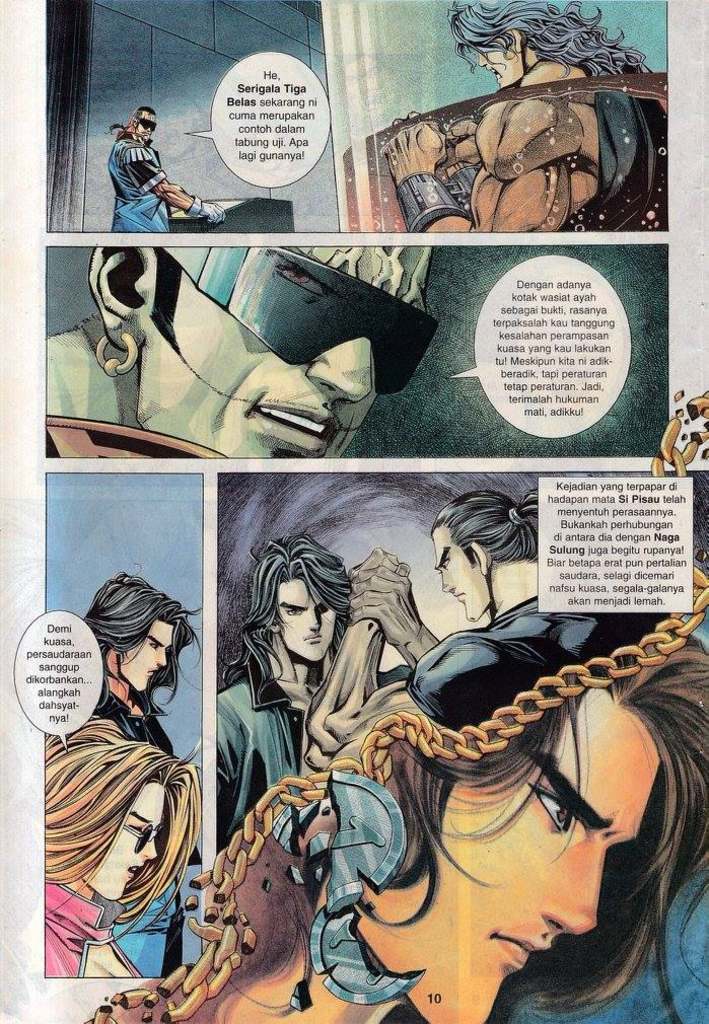 He,
Serigala Tiga
Belas sekarang ni
cuma merupakan
contoh dalam
tabung uji. Apa
lagi gunanya!
Dengan adanya
kotak wasiat ayah
sebagai bukti, rasanya
terpaksalah kau tanggung
kesalahan perampasan
kuasa yang kau lakukan
tu! Meskipun kita ni adik-
beradik, tapi peraturan
tetap peraturan. Jadi,
terimalah hukuman
mati, adikku!
Demi
kuasa,
persaudaraan
sanggup
dikorbankan...
alangkah
dahsyat-
nya!
Kejadian yang terpapar di
hadapan mata Si Pisau telah
menyentuh perasaannya.
Bukankah perhubungan
di antara dia dengan Naga
Sulung juga begitu rupanya!
Biar betapa erat pun pertalian
saudara, selagi dicemari
nafsu kuasa, segala-galanya
akan menjadi lemah.
10